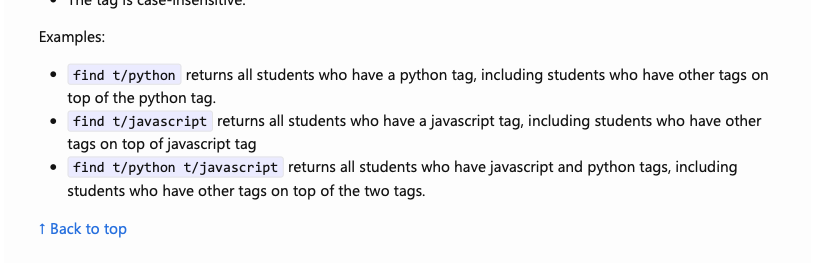 • The tag is case-insensitive.
Examples:
• find t/python returns all students who have a python tag, including students who have other tags on
top of the python tag.
• find t/javascript returns all students who have a javascript tag, including students who have other
tags on top of javascript tag
• find t/python t/javascript returns all students who have javascript and python tags, including
students who have other tags on top of the two tags.
↑ Back to top